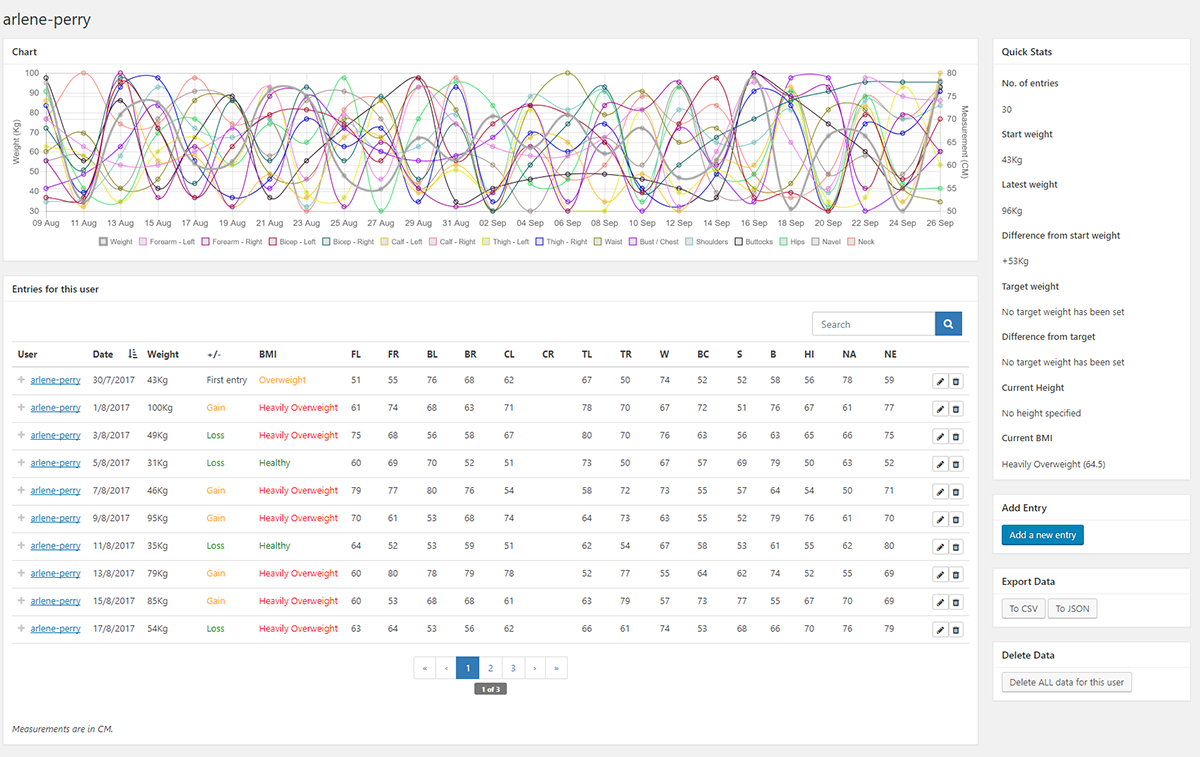 arlene-perry
Chart
100
90
80
70
60
50
40
30
Weight (Kg)
80
75
70
65
60
55
50
Measurement (CM)
09 Aug 11 Aug 13 Aug 15 Aug 17 Aug 19 Aug 21 Aug 23 Aug 25 Aug 27 Aug 29 Aug 31 Aug 02 Sep 04 Sep 06 Sep 08 Sep 10 Sep 12 Sep 14 Sep 16 Sep 18 Sep 20 Sep 22 Sep 24 Sep 26 Sep
Weight Forearm - Left Forearm - Right Bicep - Left Bicep - Right Calf - Left Calf - Right Thigh - Left Thigh - Right Waist Bust / Chest Shoulders Buttocks Hips Navel Neck
Entries for this user
Search
User Date Weight +/- BMI FL FR BL BR CL CR TL TR W BC S B HI NA NE
arlene-perry 30/7/2017 43Kg First entry Overweight 51 55 76 68 62 67 50 74 52 52 58 56 78 59
arlene-perry 1/8/2017 100Kg Gain Heavily Overweight 61 74 68 63 71 78 70 67 72 51 76 67 61 77
arlene-perry 3/8/2017 49Kg Loss Heavily Overweight 75 68 56 58 67 80 70 76 63 56 63 65 66 75
arlene-perry 5/8/2017 31Kg Loss Healthy 60 69 70 52 51 73 50 67 57 69 79 50 63 52
arlene-perry 7/8/2017 46Kg Gain Heavily Overweight 79 77 80 76 54 58 72 73 55 57 64 54 50 71
arlene-perry 9/8/2017 95Kg Gain Heavily Overweight 70 61 53 68 74 64 73 63 55 52 79 76 61 70
arlene-perry 11/8/2017 35Kg Loss Healthy 64 52 53 59 51 62 54 67 58 53 61 55 62 80
arlene-perry 13/8/2017 79Kg Gain Heavily Overweight 60 80 78 79 78 52 77 55 64 62 74 52 55 69
arlene-perry 15/8/2017 85Kg Gain Heavily Overweight 60 53 68 68 61 63 79 57 73 77 55 67 70 69
arlene-perry 17/8/2017 54Kg Loss Heavily Overweight 63 64 53 56 62 66 61 74 53 68 66 70 76 79
« ‹ 1 2 3 › »
1 of 3
Measurements are in CM.
Quick Stats
No. of entries
30
Start weight
43Kg
Latest weight
96Kg
Difference from start weight
+53Kg
Target weight
No target weight has been set
Difference from target
No target weight has been set
Current Height
No height specified
Current BMI
Heavily Overweight (64.5)
Add Entry
Add a new entry
Export Data
To CSV To JSON
Delete Data
Delete ALL data for this user